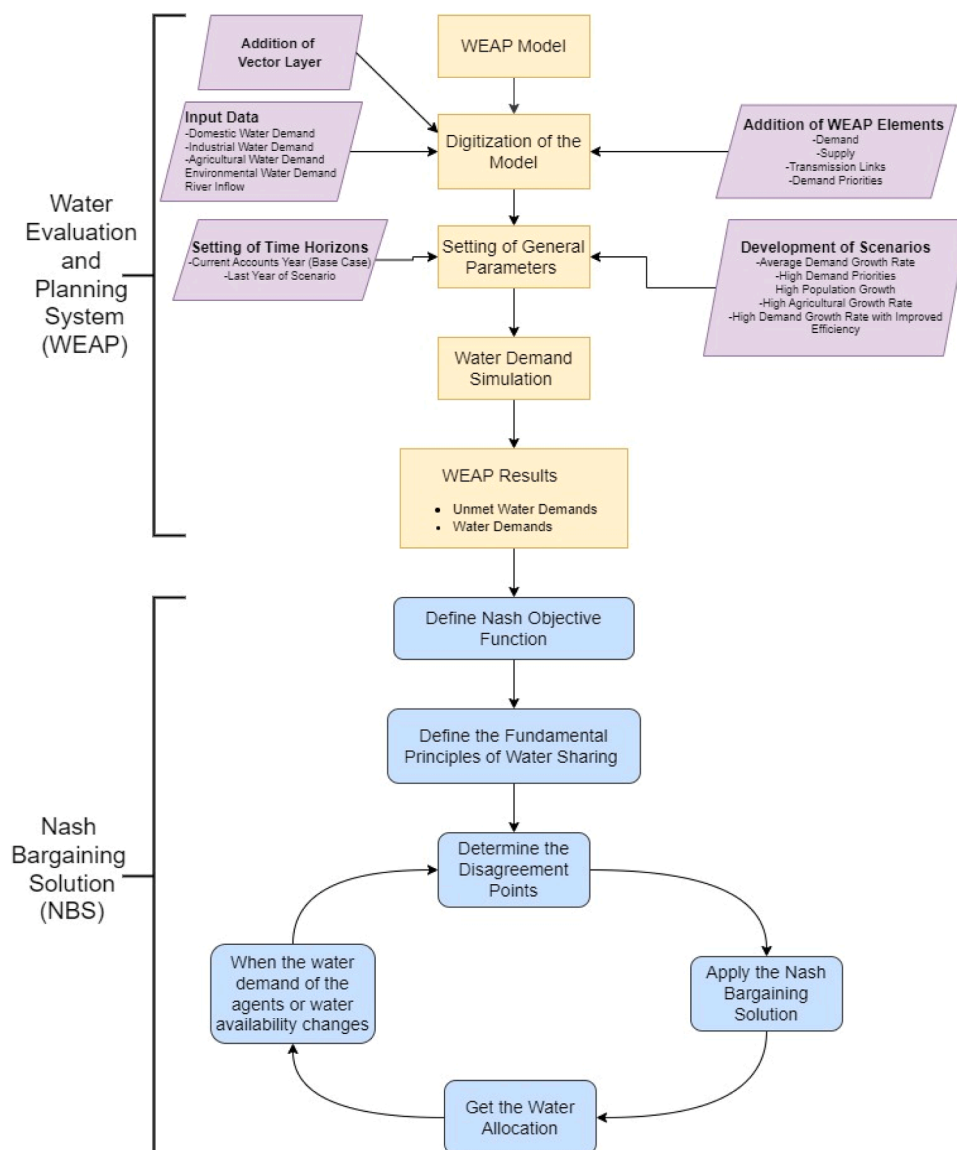 Water
Evaluation
and
Planning
System
(WEAP)
Addition of
Vector Layer
WEAP Model
Input Data
-Domestic Water Demand
-Industrial Water Demand
-Agricultural Water Demand
Environmental Water Demand
River Inflow
Digitization of the
Model
Addition of WEAP Elements
-Demand
-Supply
-Transmission Links
-Demand Priorities
Setting of Time Horizons
-Current Accounts Year (Base Case)
-Last Year of Scenario
Setting of General
Parameters
Development of Scenarios
-Average Demand Growth Rate
-High Demand Priorities
High Population Growth
-High Agricultural Growth Rate
-High Demand Growth Rate with Improved
Efficiency
Water Demand
Simulation
WEAP Results
• Unmet Water Demands
• Water Demands
Nash
Bargaining
Solution
(NBS)
Define Nash Objective
Function
Define the Fundamental
Principles of Water Sharing
Determine the
Disagreement
Points
Apply the Nash
Bargaining
Solution
Get the Water
Allocation
When the water
demand of the
agents or water
availability changes